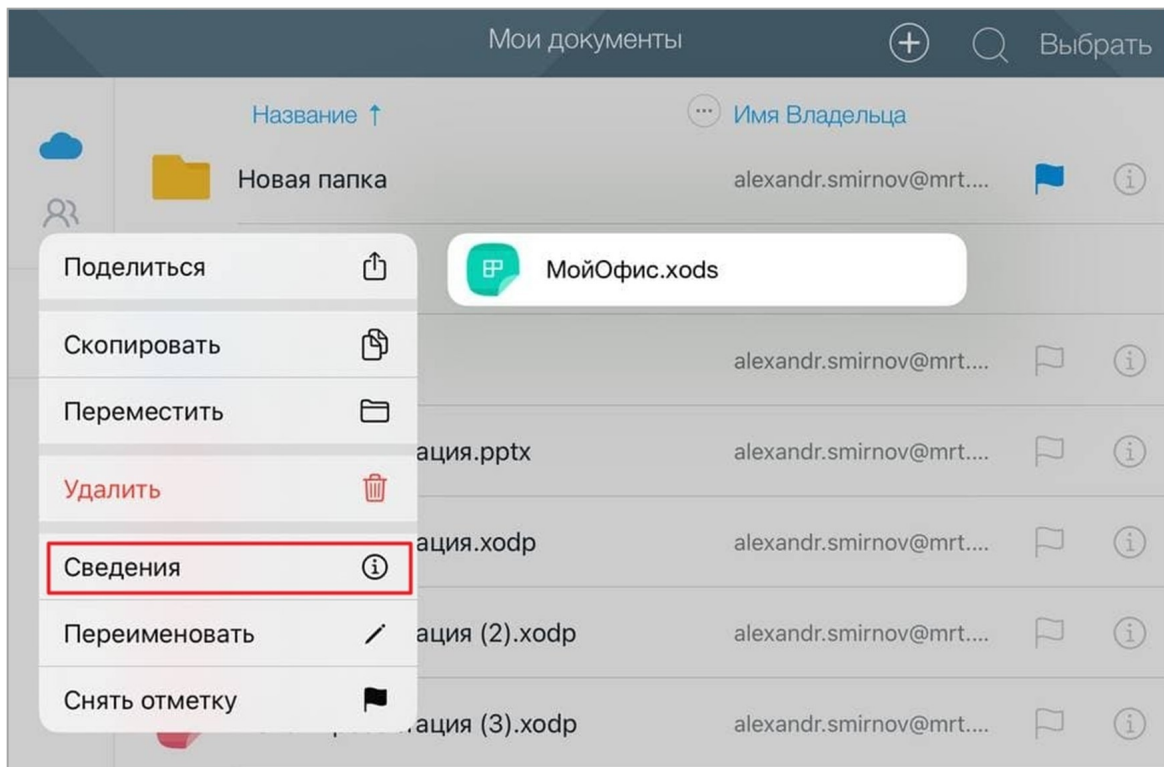 Мои документы
Выбрать
Название ↑
Имя Владельца
Новая папка
alexandr.smirnov@mrt....
Поделиться
МойОфис.xods
Скопировать
alexandr.smirnov@mrt....
Переместить
ация.pptx
alexandr.smirnov@mrt....
Удалить
ация.xodp
alexandr.smirnov@mrt....
Сведения
Переименовать
ация (2).xodp
alexandr.smirnov@mrt....
Снять отметку
ация (3).xodp
alexandr.smirnov@mrt....